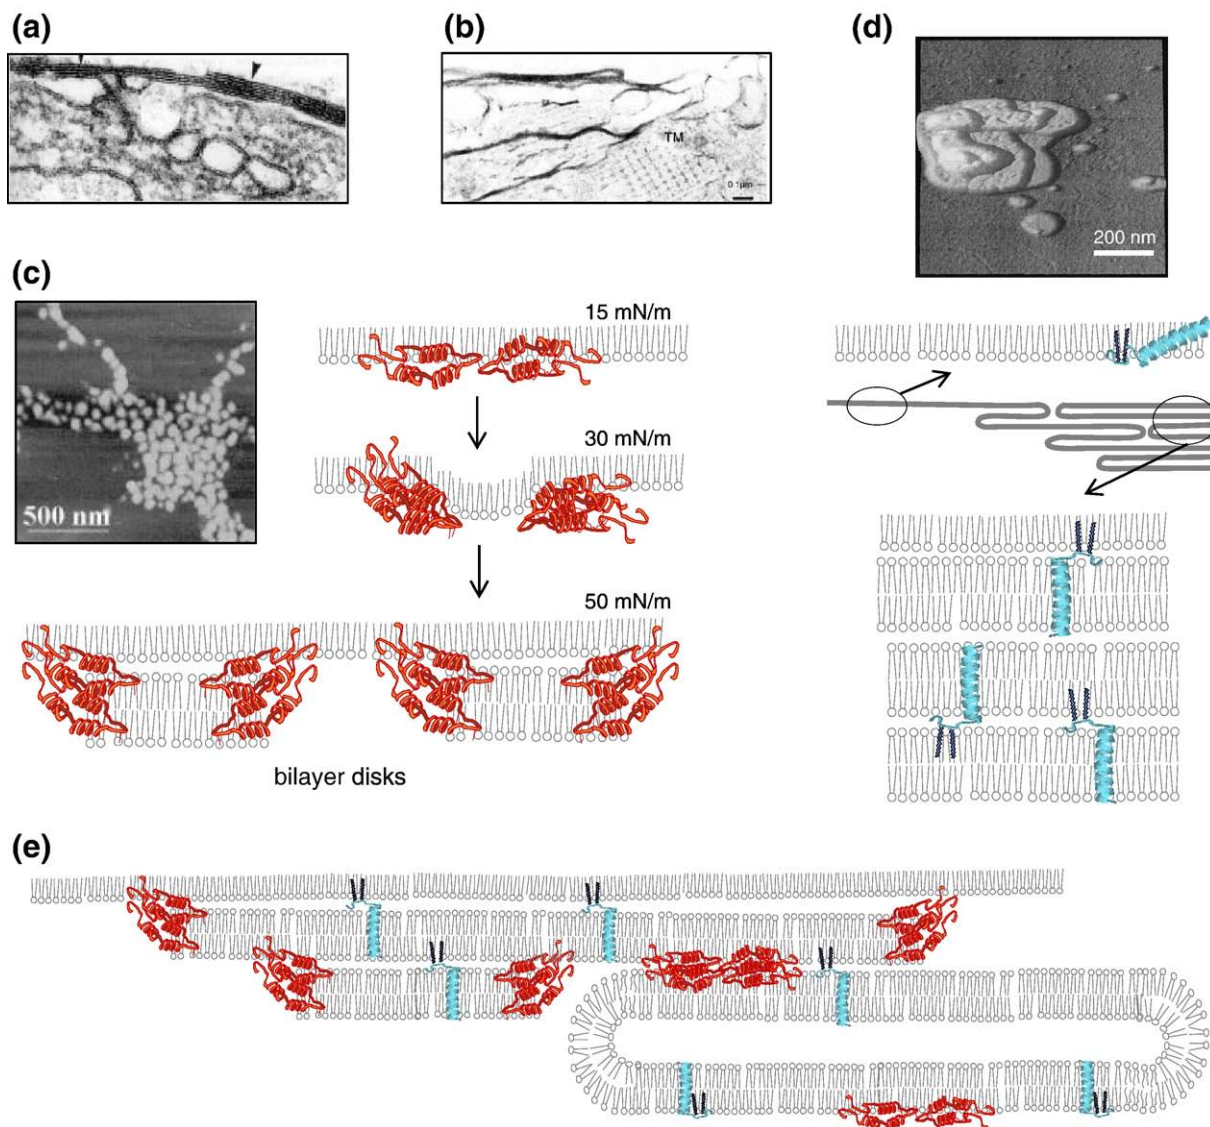 (a)
(b)
(d)
TM
0.1µm
200 nm
(c)
500 nm
15 mN/m
30 mN/m
50 mN/m
bilayer disks
(e)